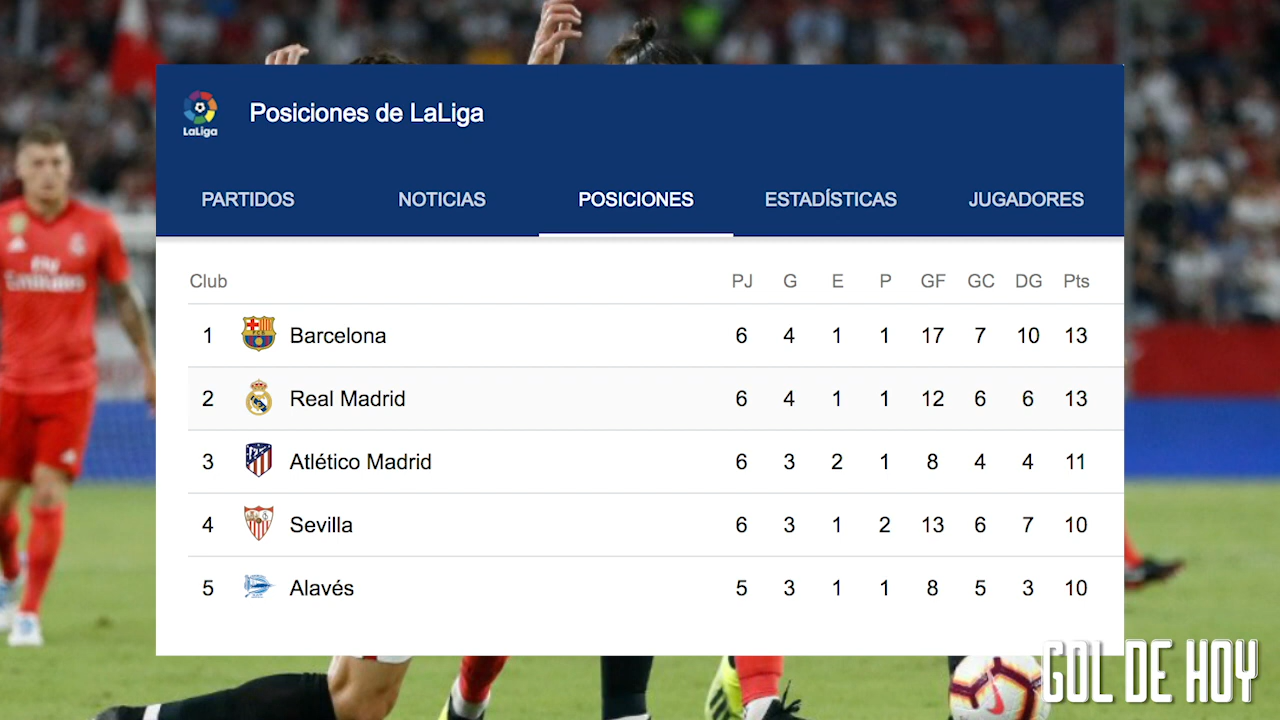 LaLiga
Posiciones de LaLiga
PARTIDOS NOTICIAS POSICIONES ESTADÍSTICAS JUGADORES
Club PJ G E P GF GC DG Pts
1 Barcelona 6 4 1 1 17 7 10 13
2 Real Madrid 6 4 1 1 12 6 6 13
3 Atlético Madrid 6 3 2 1 8 4 4 11
4 Sevilla 6 3 1 2 13 6 7 10
5 Alavés 5 3 1 1 8 5 3 10
Fly
Emirates
GOL DE HOY